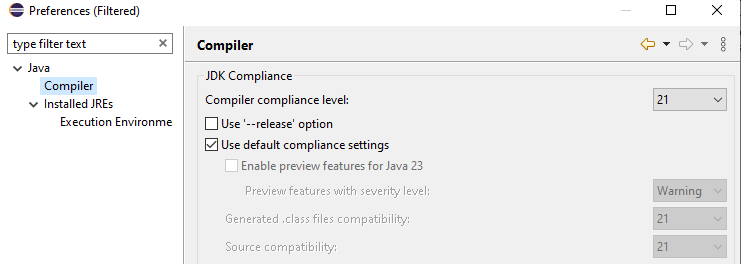 Preferences (Filtered)
type filter text
Java
Compiler
Installed JREs
Execution Environme
Compiler
JDK Compliance
Compiler compliance level: 21
Use '--release' option
Use default compliance settings
Enable preview features for Java 23
Preview features with severity level: Warning
Generated .class files compatibility: 21
Source compatibility: 21